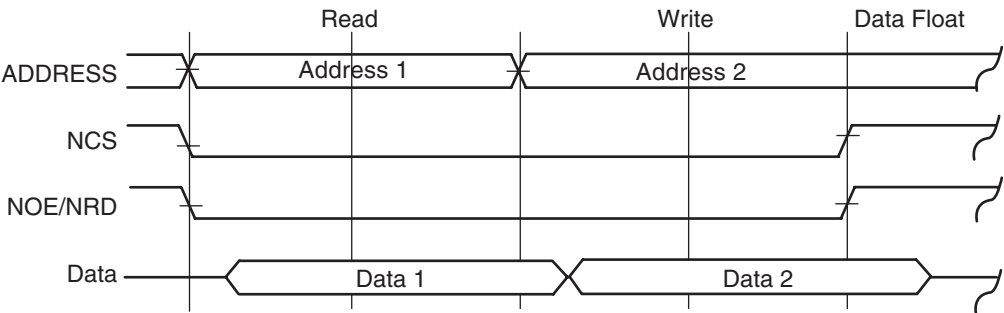 Read Write Data Float
ADDRESS Address 1 Address 2
NCS
NOE/NRD
Data Data 1 Data 2